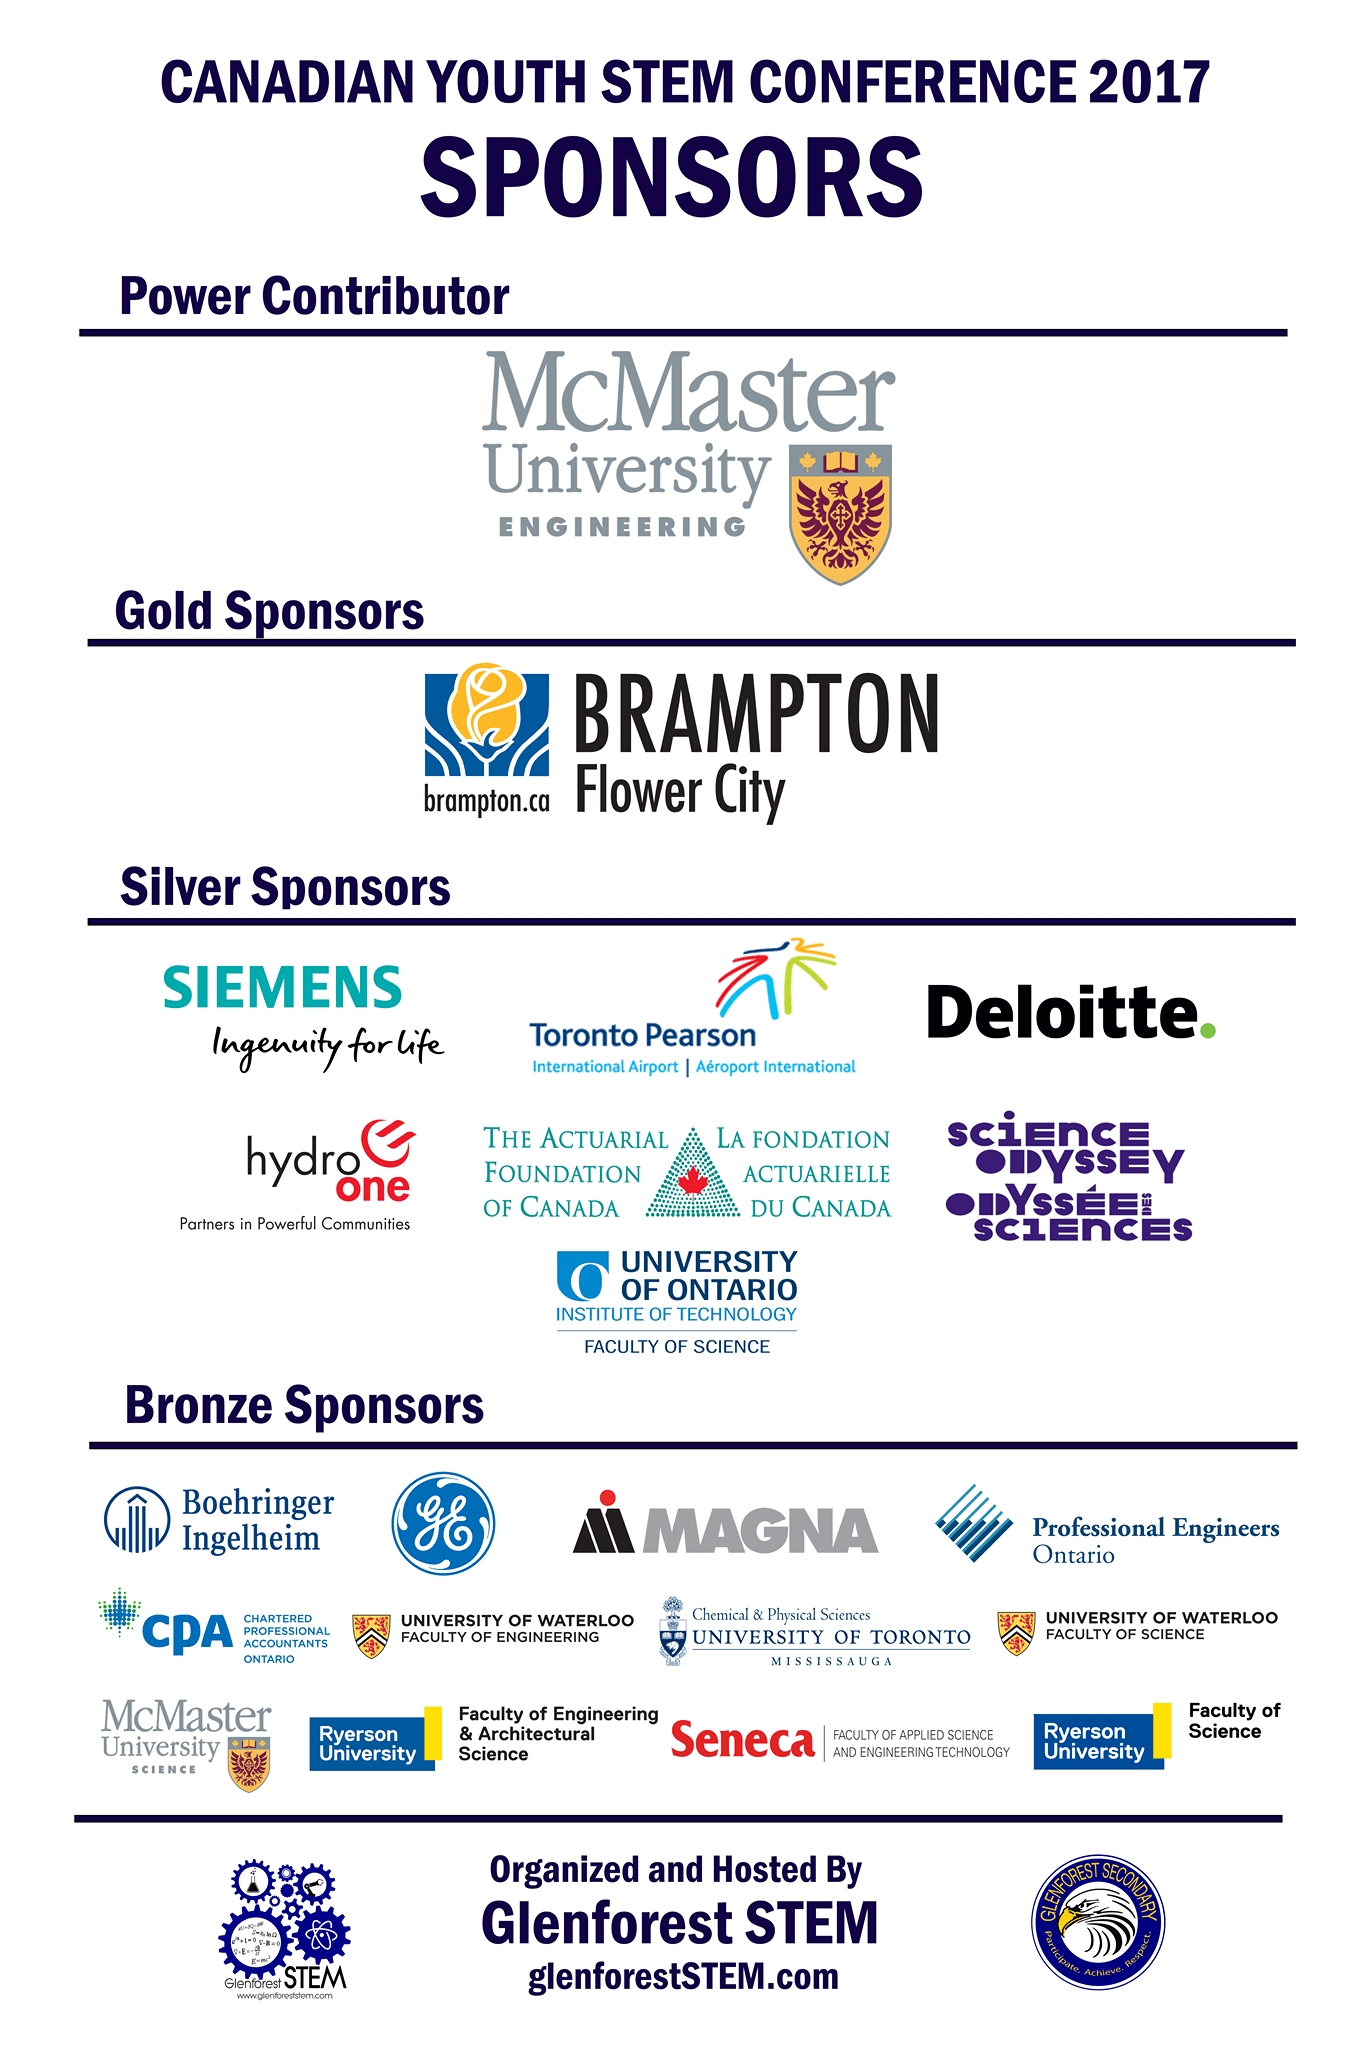 CANADIAN YOUTH STEM CONFERENCE 2017
SPONSORS
Power Contributor
McMaster
University
ENGINEERING
Gold Sponsors
BRAMPTON
Flower City
brampton.ca
Silver Sponsors
SIEMENS
Ingenuity for life
Toronto Pearson
International Airport | Aéroport International
Deloitte.
hydro
one
Partners in Powerful Communities
THE ACTUARIAL
FOUNDATION
OF CANADA
LA FONDATION
ACTUARIELLE
DU CANADA
SCIENCE
ODYSSEY
ODYSSÉE DES
SCIENCES
UNIVERSITY
OF ONTARIO
INSTITUTE OF TECHNOLOGY
FACULTY OF SCIENCE
Bronze Sponsors
Boehringer
Ingelheim
GE
MAGNA
Professional Engineers
Ontario
CPA
CHARTERED
PROFESSIONAL
ACCOUNTANTS
ONTARIO
UNIVERSITY OF WATERLOO
FACULTY OF ENGINEERING
Chemical & Physical Sciences
UNIVERSITY OF TORONTO
MISSISSAUGA
UNIVERSITY OF WATERLOO
FACULTY OF SCIENCE
McMaster
University
SCIENCE
Ryerson
University
Faculty of Engineering
& Architectural
Science
Seneca
FACULTY OF APPLIED SCIENCE
AND ENGINEERING TECHNOLOGY
Ryerson
University
Faculty of
Science
Glenforest STEM
www.glenforeststem.com
Organized and Hosted By
Glenforest STEM
glenforestSTEM.com
GLENFOREST SECONDARY
Participate. Achieve. Respect.